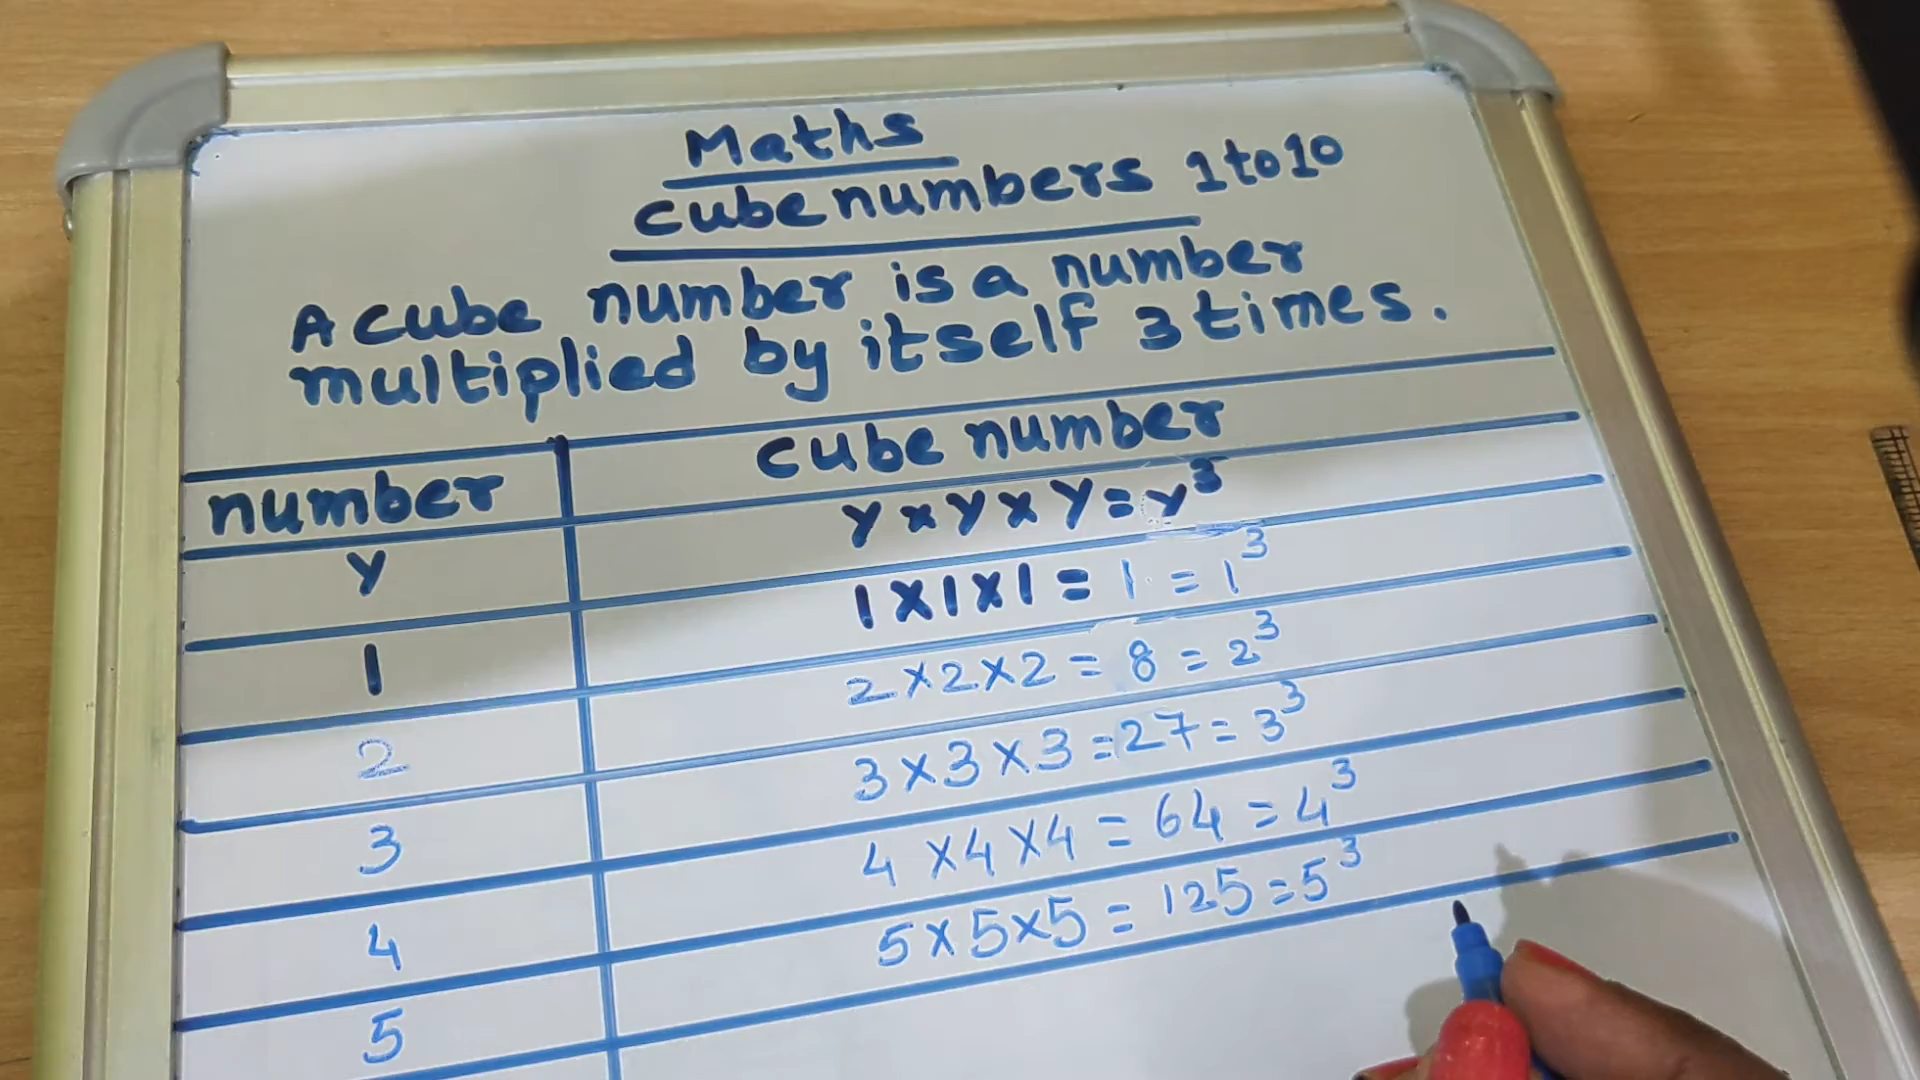 Maths
cube numbers 1 to 10
A cube number is a number
multiplied by itself 3 times.
number cube number
Y Y × Y × Y = Y³
1 1 × 1 × 1 = 1 = 1³
2 2 × 2 × 2 = 8 = 2³
3 3 × 3 × 3 = 27 = 3³
4 4 × 4 × 4 = 64 = 4³
5 5 × 5 × 5 = 125 = 5³